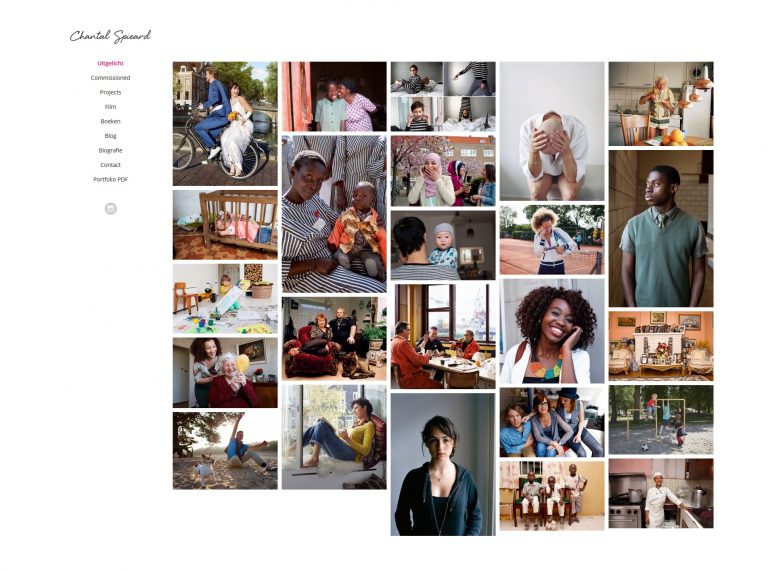 Chantal Spieard
Uitgelicht
Commissioned
Projects
Film
Boeken
Blog
Biografie
Contact
Portfolio PDF